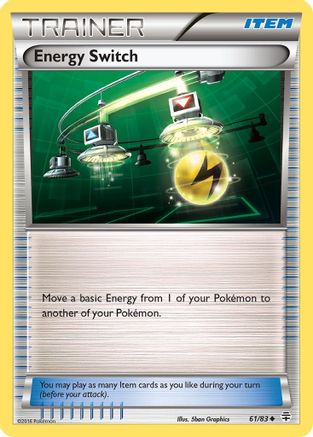 TRAINER ITEM
Energy Switch
Move a basic Energy from 1 of your Pokémon to
another of your Pokémon.
You may play as many Item cards as you like during your turn
(before your attack).
©2016 Pokémon Illus. 5ban Graphics 61/83